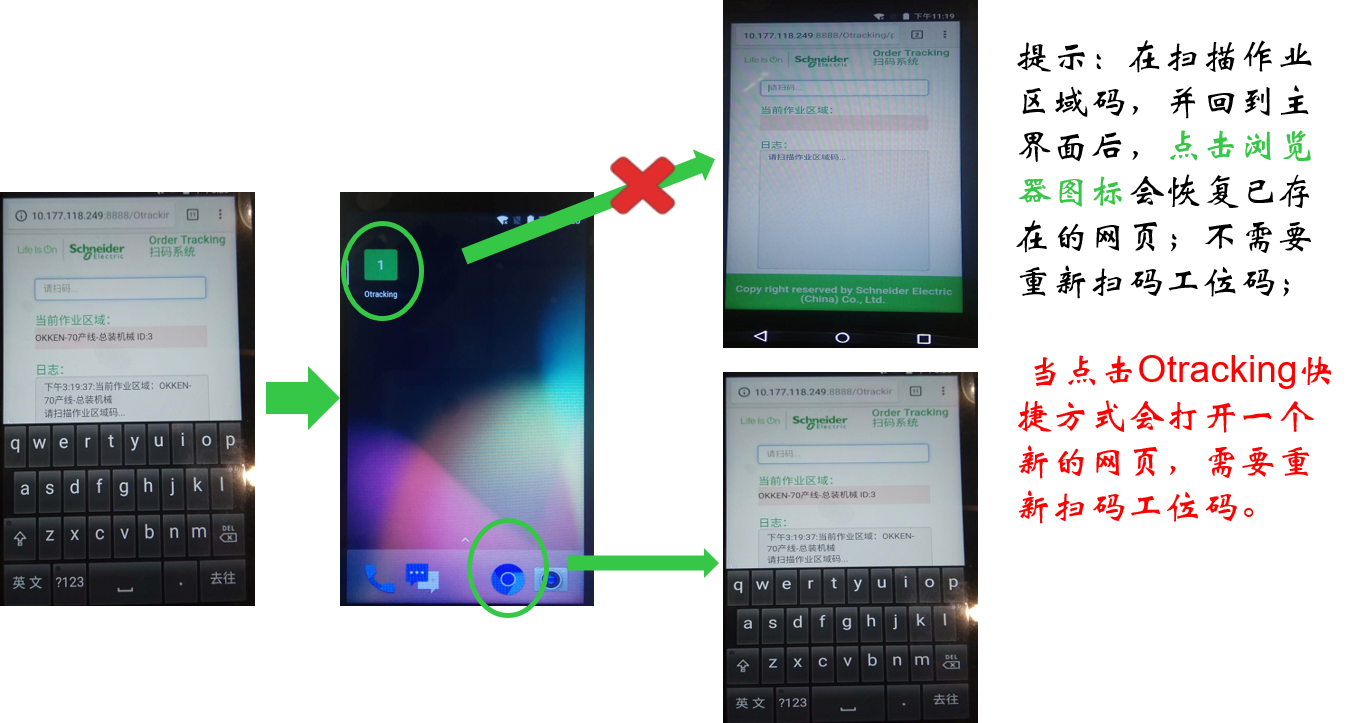 10.177.118.249:8888/Otrackir
11
Life Is On
Schneider
Electric
Order Tracking
扫码系统
请扫码...
当前作业区域：
OKKEN-70产线-总装机械 ID:3
日志：
下午3:19:37:当前作业区域：OKKEN-
70产线-总装机械
请扫描作业区域码...
q w e r t y u i o p
a s d f g h j k l
z x c v b n m DEL
英文 ?123 . 去往
1
Otracking
下午11:19
10.177.118.249:8888/Otracking/p
2
Life Is On
Schneider
Electric
Order Tracking
扫码系统
请扫码...
当前作业区域：
日志：
请扫描作业区域码...
Copy right reserved by Schneider Electric
(China) Co., Ltd.
10.177.118.249:8888/Otrackir
11
Life Is On
Schneider
Electric
Order Tracking
扫码系统
请扫码...
当前作业区域：
OKKEN-70产线-总装机械 ID:3
日志：
下午3:19:37:当前作业区域：OKKEN-
70产线-总装机械
请扫描作业区域码...
q w e r t y u i o p
a s d f g h j k l
z x c v b n m DEL
英文 ?123 . 去往
提示：在扫描作业
区域码，并回到主
界面后，点击浏览
器图标会恢复已存
在的网页；不需要
重新扫码工位码；
当点击Otracking快
捷方式会打开一个
新的网页，需要重
新扫码工位码。